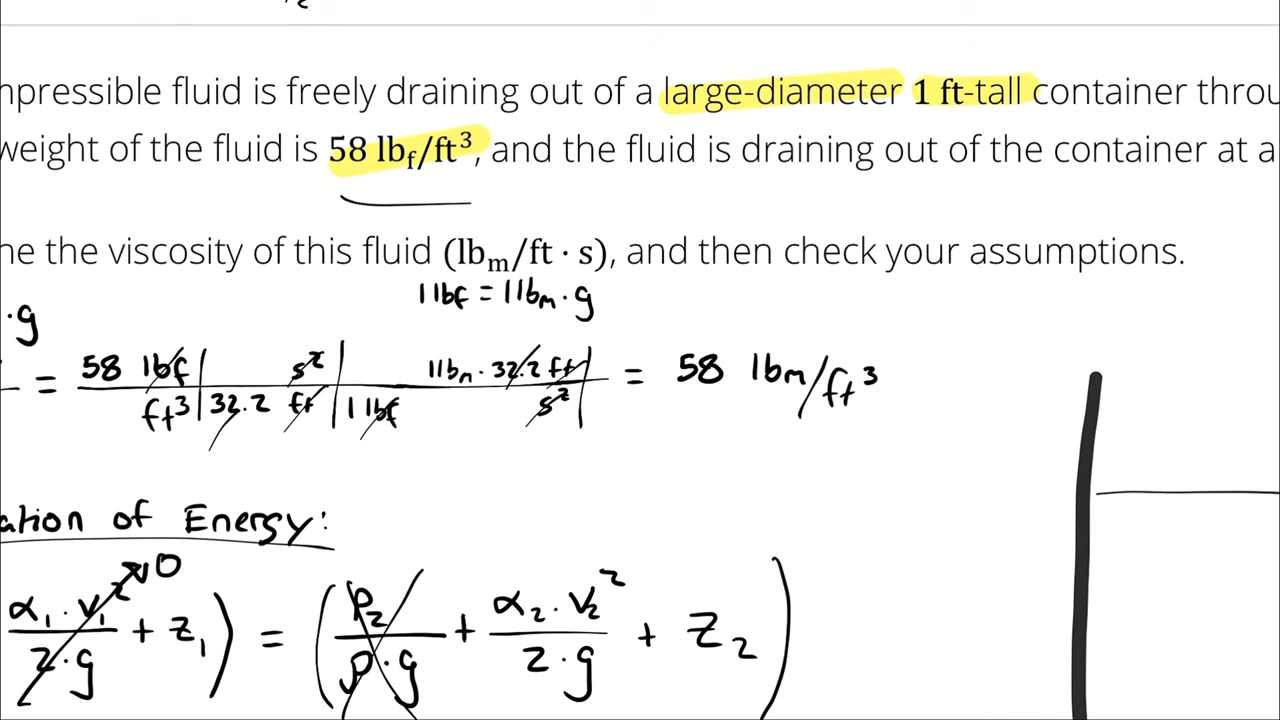 mpressible fluid is freely draining out of a large-diameter 1 ft-tall container throu
weight of the fluid is 58 lb_f/ft³, and the fluid is draining out of the container at a
ne the viscosity of this fluid (lb_m/ft · s), and then check your assumptions.
1 lbf = 1 lbm · g
· g
= 58 lbf/ft³ | s²/32.2 ft | 1 lbm · 32.2 ft/1 lbf s² = 58 lbm/ft³
ation of Energy:
α₁ · V₁²/2 · g → 0 + z₁) = (P₂/ρ · g + α₂ · V₂²/2 · g + z₂)